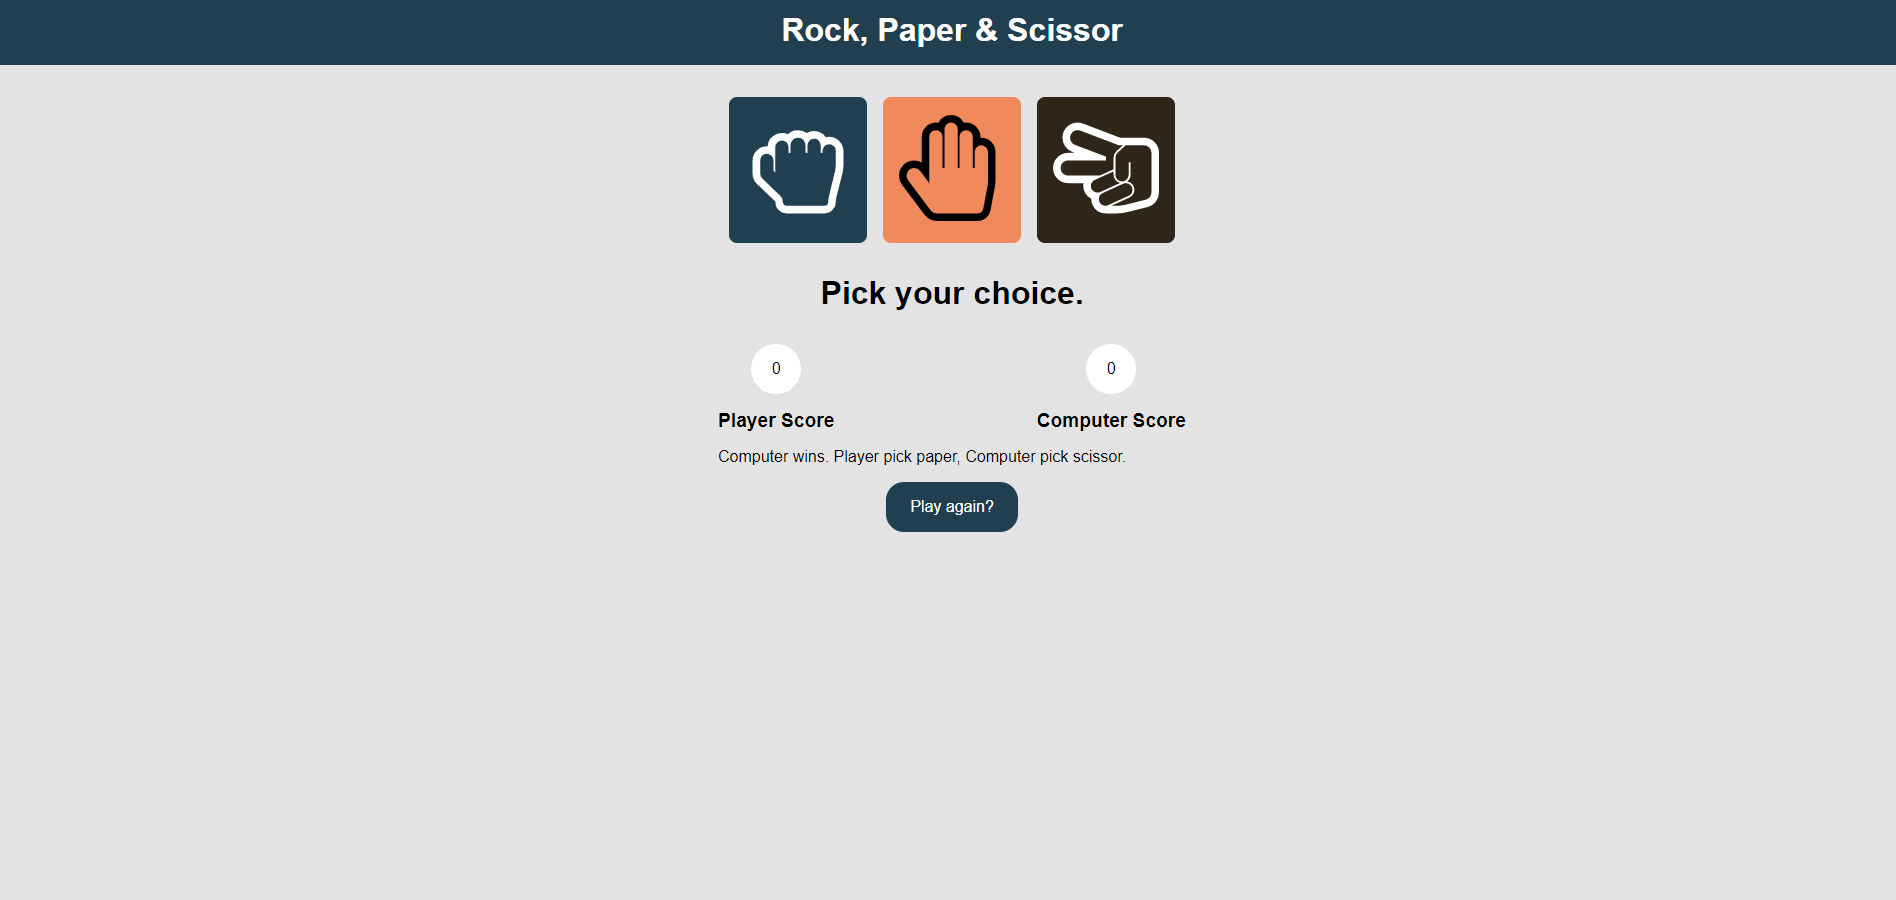 Rock, Paper & Scissor
Pick your choice.
0 0
Player Score Computer Score
Computer wins. Player pick paper, Computer pick scissor.
Play again?